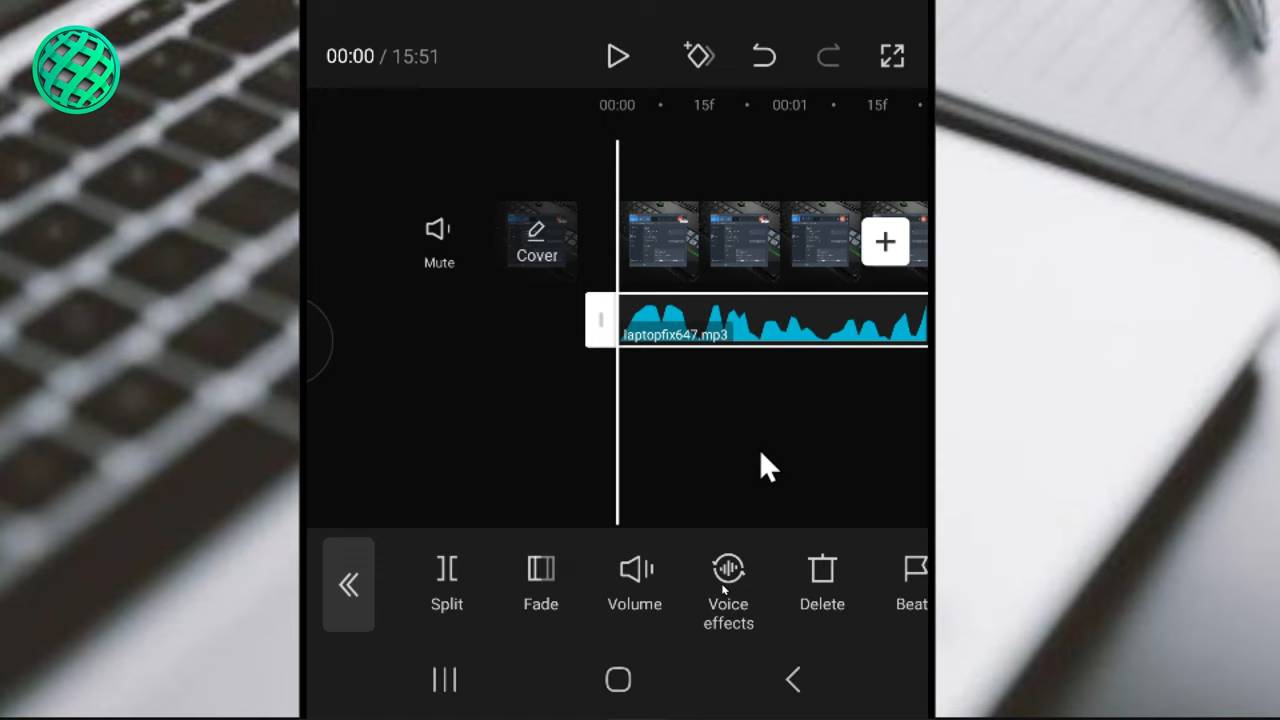 00:00 / 15:51
00:00 15f 00:01 15f
Mute
Cover
laptopfix647.mp3
Split
Fade
Volume
Voice
effects
Delete
Beat